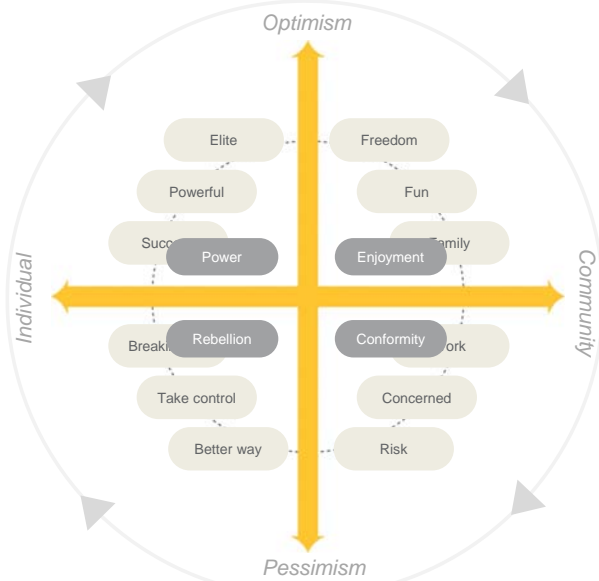 Optimism
Elite
Freedom
Powerful
Fun
Power
Enjoyment
Individual
Community
Rebellion
Conformity
Take control
Concerned
Better way
Risk
Pessimism